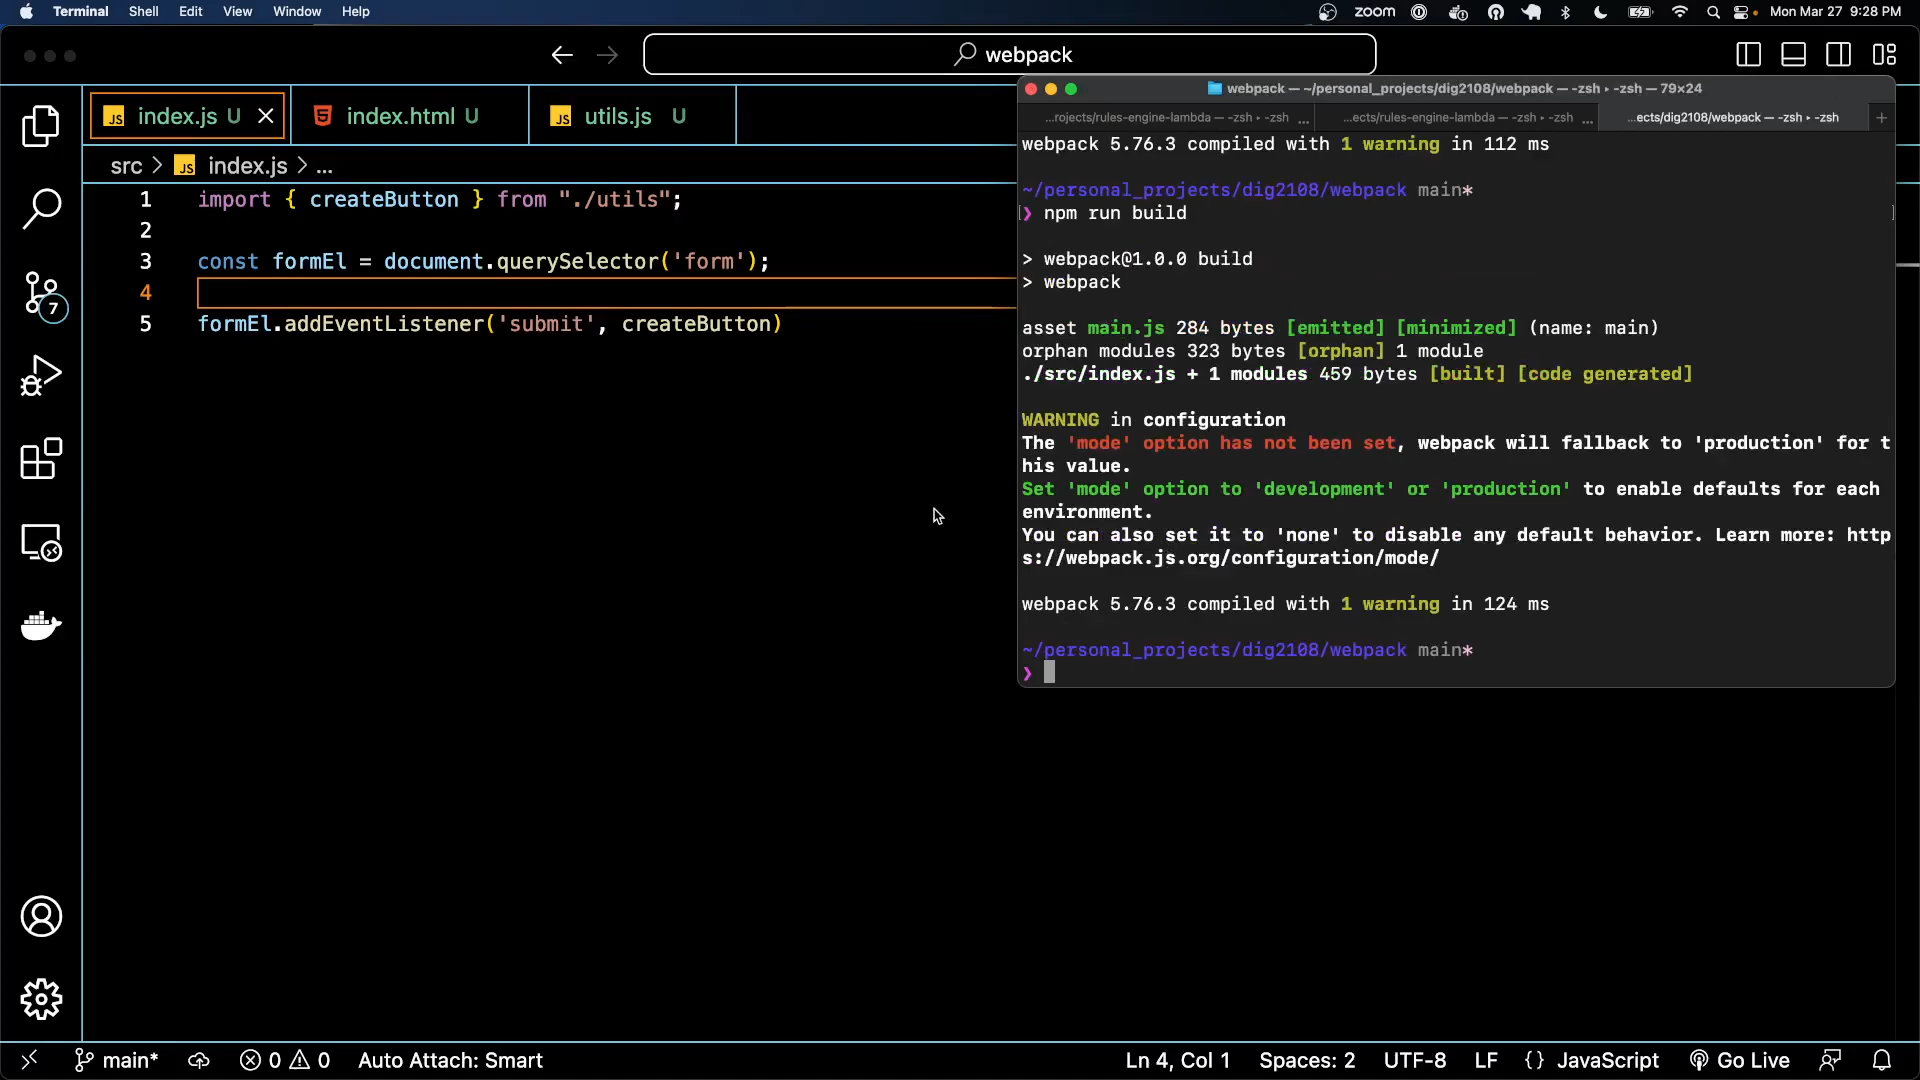 Terminal Shell Edit View Window Help
zoom
Mon Mar 27 9:28 PM
webpack
index.js U
index.html U
utils.js U
src > JS index.js > ...
1 import { createButton } from "./utils";
2
3 const formEl = document.querySelector('form');
4
5 formEl.addEventListener('submit', createButton)
webpack — ~/personal_projects/dig2108/webpack — -zsh ▸ -zsh — 79×24
...rojects/rules-engine-lambda — -zsh ▸ -zsh ...
...ects/rules-engine-lambda — -zsh ▸ -zsh ...
...ects/dig2108/webpack — -zsh ▸ -zsh
webpack 5.76.3 compiled with 1 warning in 112 ms
~/personal_projects/dig2108/webpack main*
❯ npm run build
> webpack@1.0.0 build
> webpack
asset main.js 284 bytes [emitted] [minimized] (name: main)
orphan modules 323 bytes [orphan] 1 module
./src/index.js + 1 modules 459 bytes [built] [code generated]
WARNING in configuration
The 'mode' option has not been set, webpack will fallback to 'production' for t
his value.
Set 'mode' option to 'development' or 'production' to enable defaults for each
environment.
You can also set it to 'none' to disable any default behavior. Learn more: http
s://webpack.js.org/configuration/mode/
webpack 5.76.3 compiled with 1 warning in 124 ms
~/personal_projects/dig2108/webpack main*
❯
7
main* 0 0 Auto Attach: Smart
Ln 4, Col 1 Spaces: 2 UTF-8 LF {} JavaScript Go Live